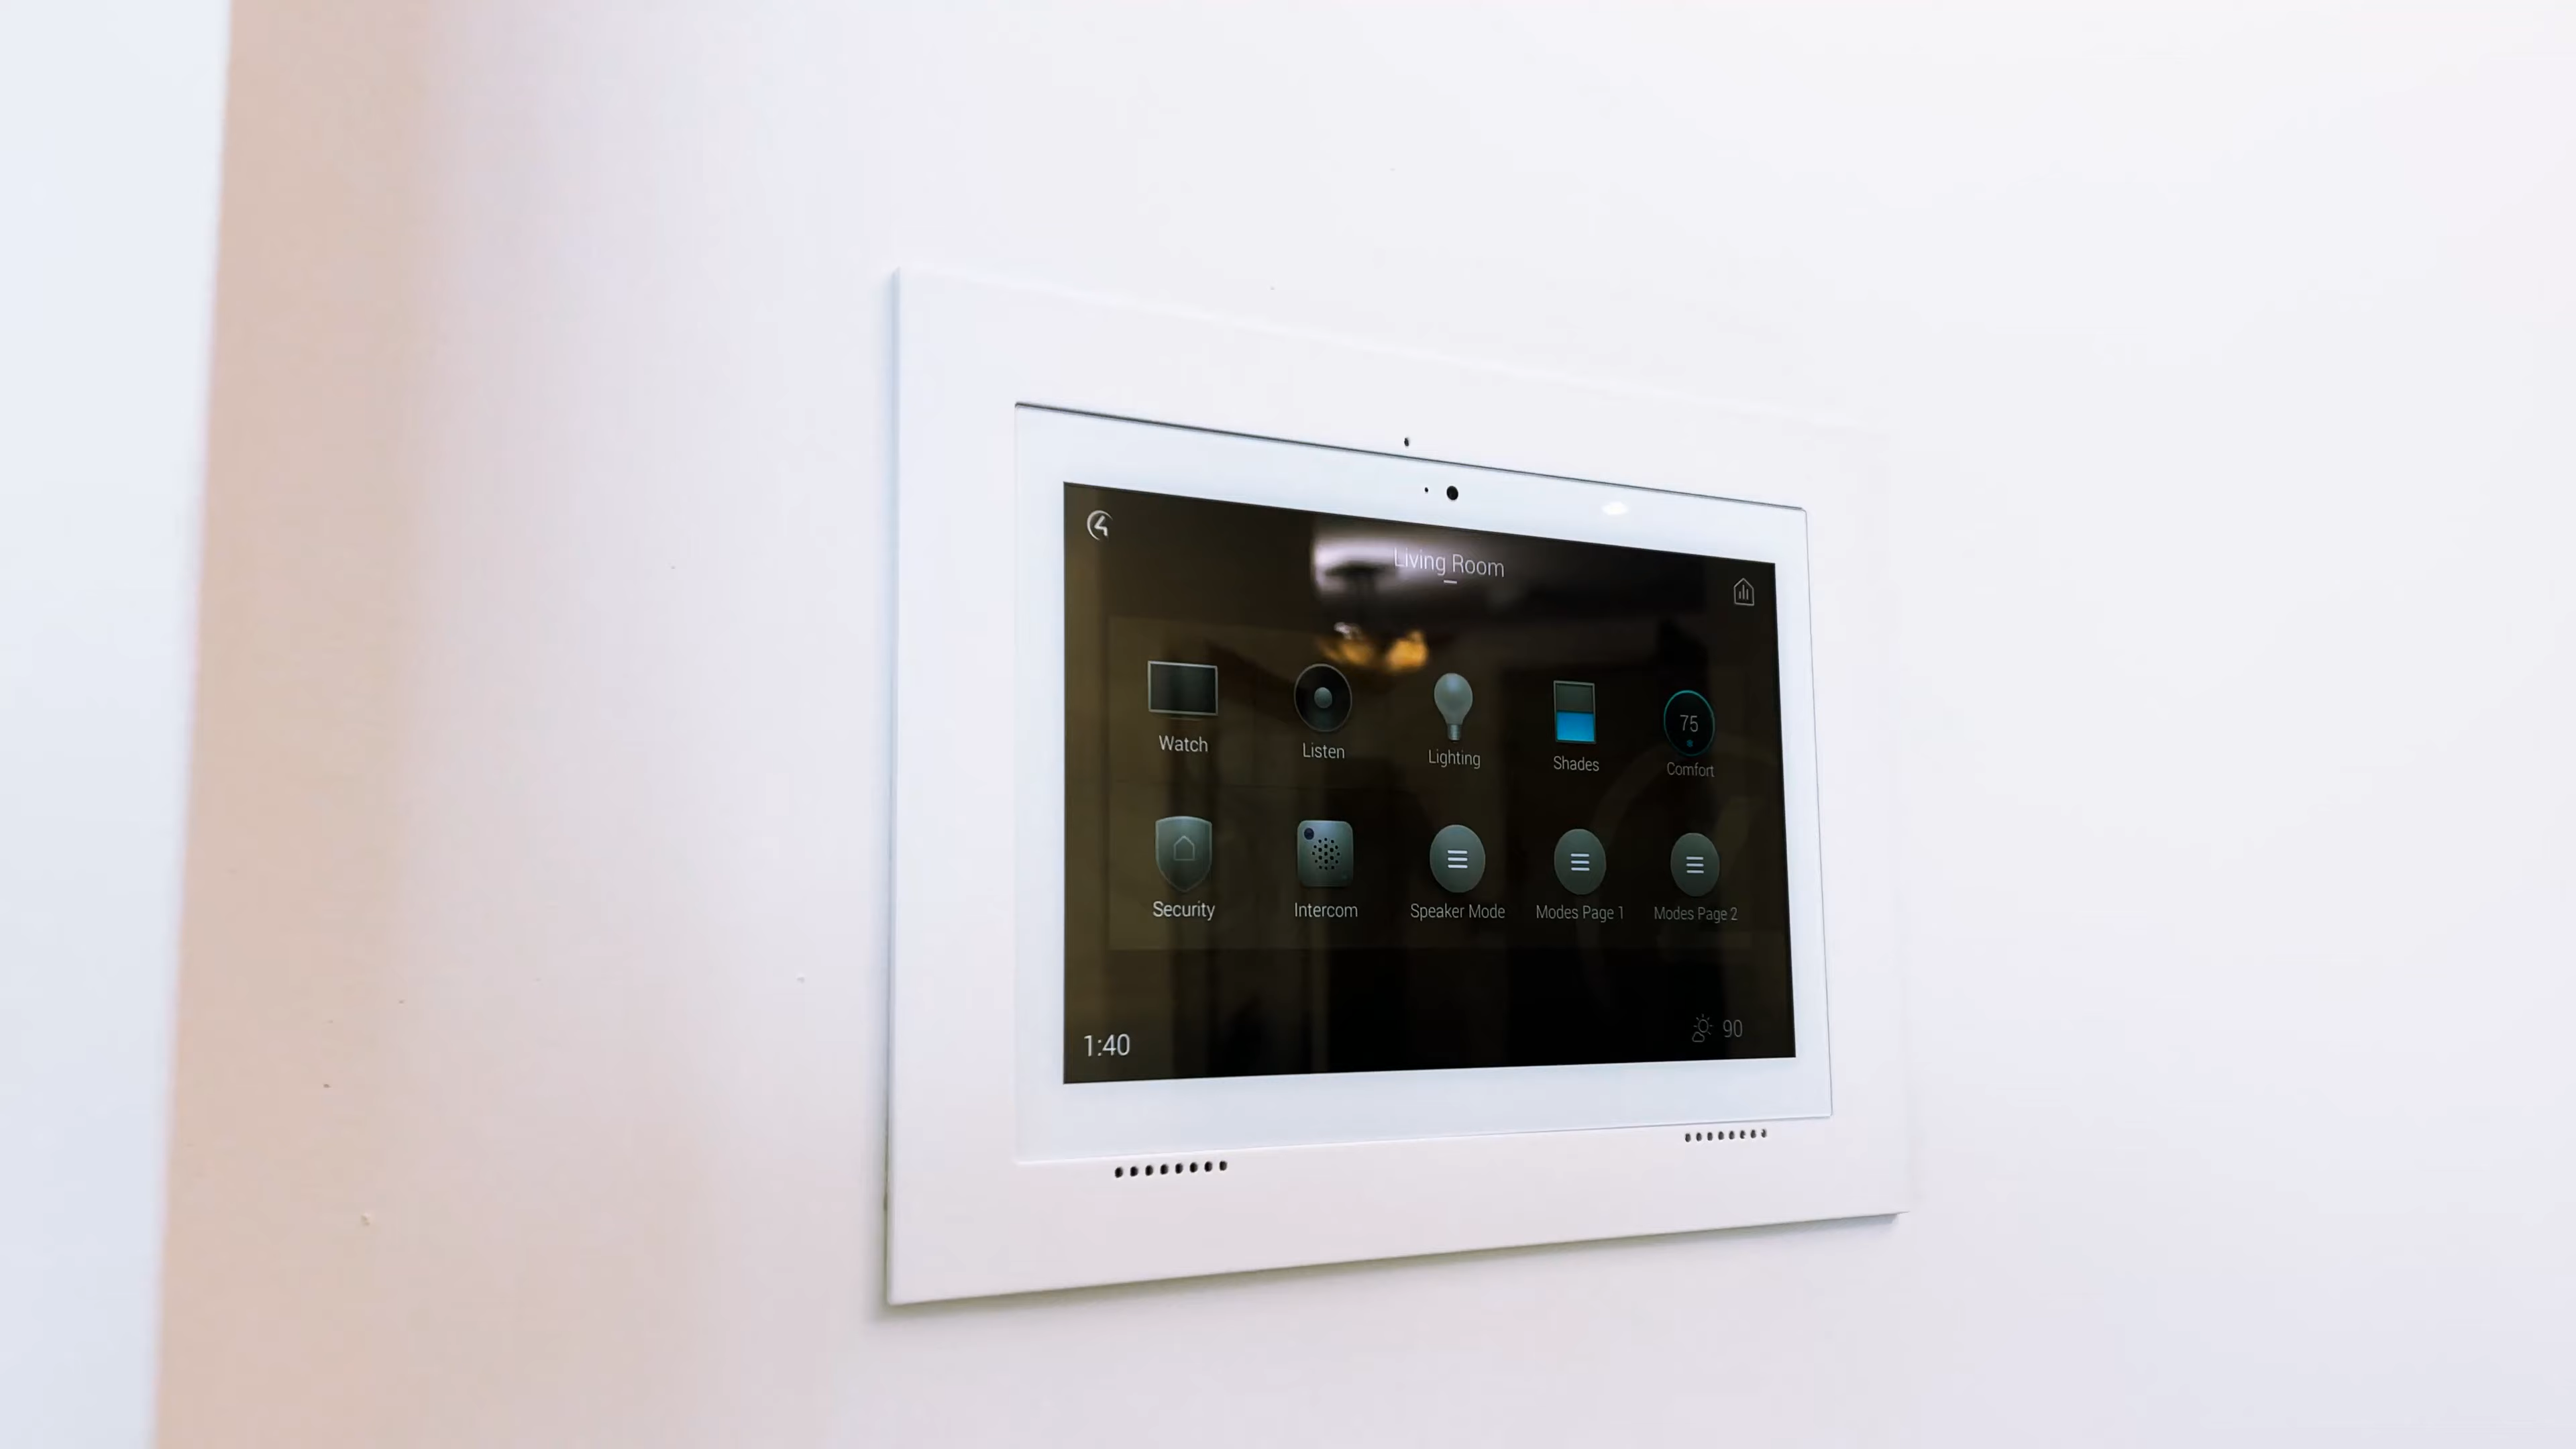 4
Living Room
75
Watch
Listen
Lighting
Shades
Comfort
Security
Intercom
Speaker Mode
Modes Page 1
Modes Page 2
1:40
90